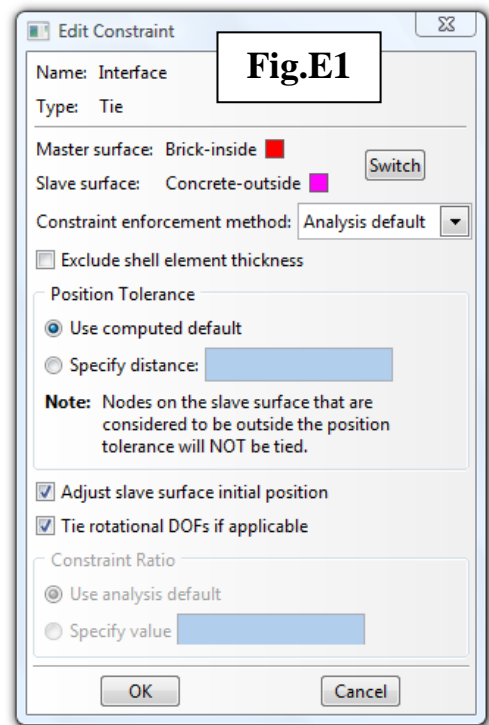 Edit Constraint
Fig.E1
Name: Interface
Type: Tie
Master surface: Brick-inside
Switch
Slave surface: Concrete-outside
Constraint enforcement method: Analysis default
Exclude shell element thickness
Position Tolerance
Use computed default
Specify distance:
Note: Nodes on the slave surface that are
considered to be outside the position
tolerance will NOT be tied.
Adjust slave surface initial position
Tie rotational DOFs if applicable
Constraint Ratio
Use analysis default
Specify value
OK
Cancel